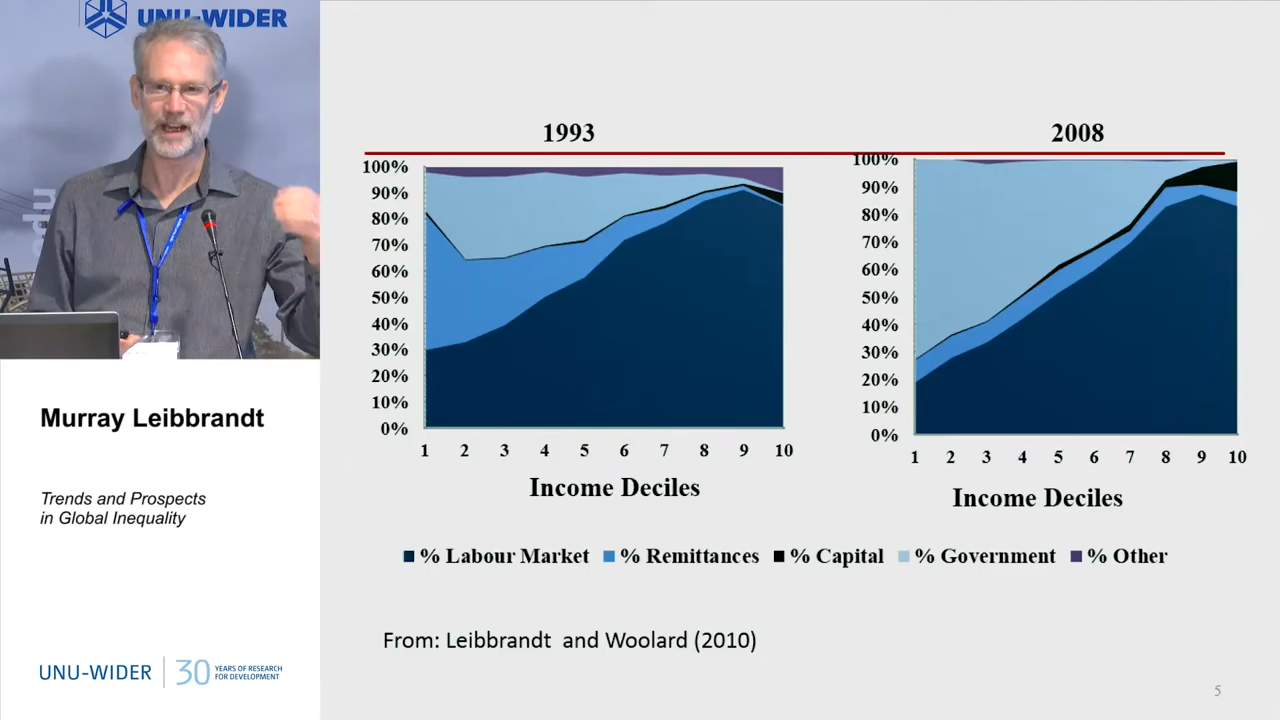 UNU-WIDER
edu
Murray Leibbrandt
Trends and Prospects
in Global Inequality
UNU-WIDER
30
YEARS OF RESEARCH
FOR DEVELOPMENT
1993
100%
90%
80%
70%
60%
50%
40%
30%
20%
10%
0%
1 2 3 4 5 6 7 8 9 10
Income Deciles
2008
100%
90%
80%
70%
60%
50%
40%
30%
20%
10%
0%
1 2 3 4 5 6 7 8 9 10
Income Deciles
% Labour Market % Remittances % Capital % Government % Other
From: Leibbrandt and Woolard (2010)
5